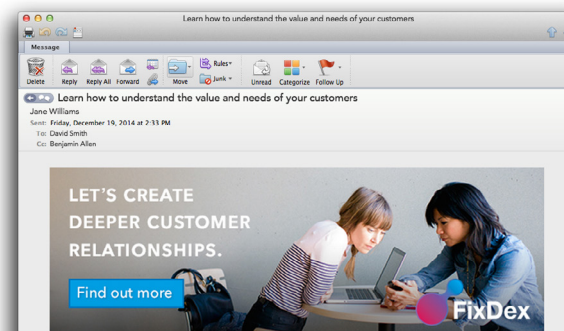 Learn how to understand the value and needs of your customers
Message
Rules
Junk
Delete
Reply
Reply All
Forward
Move
Unread
Categorize
Follow Up
Learn how to understand the value and needs of your customers
Jane Williams
Sent: Friday, December 19, 2014 at 2:33 PM
To: David Smith
Cc: Benjamin Allen
LET'S CREATE
DEEPER CUSTOMER
RELATIONSHIPS.
Find out more
FixDex